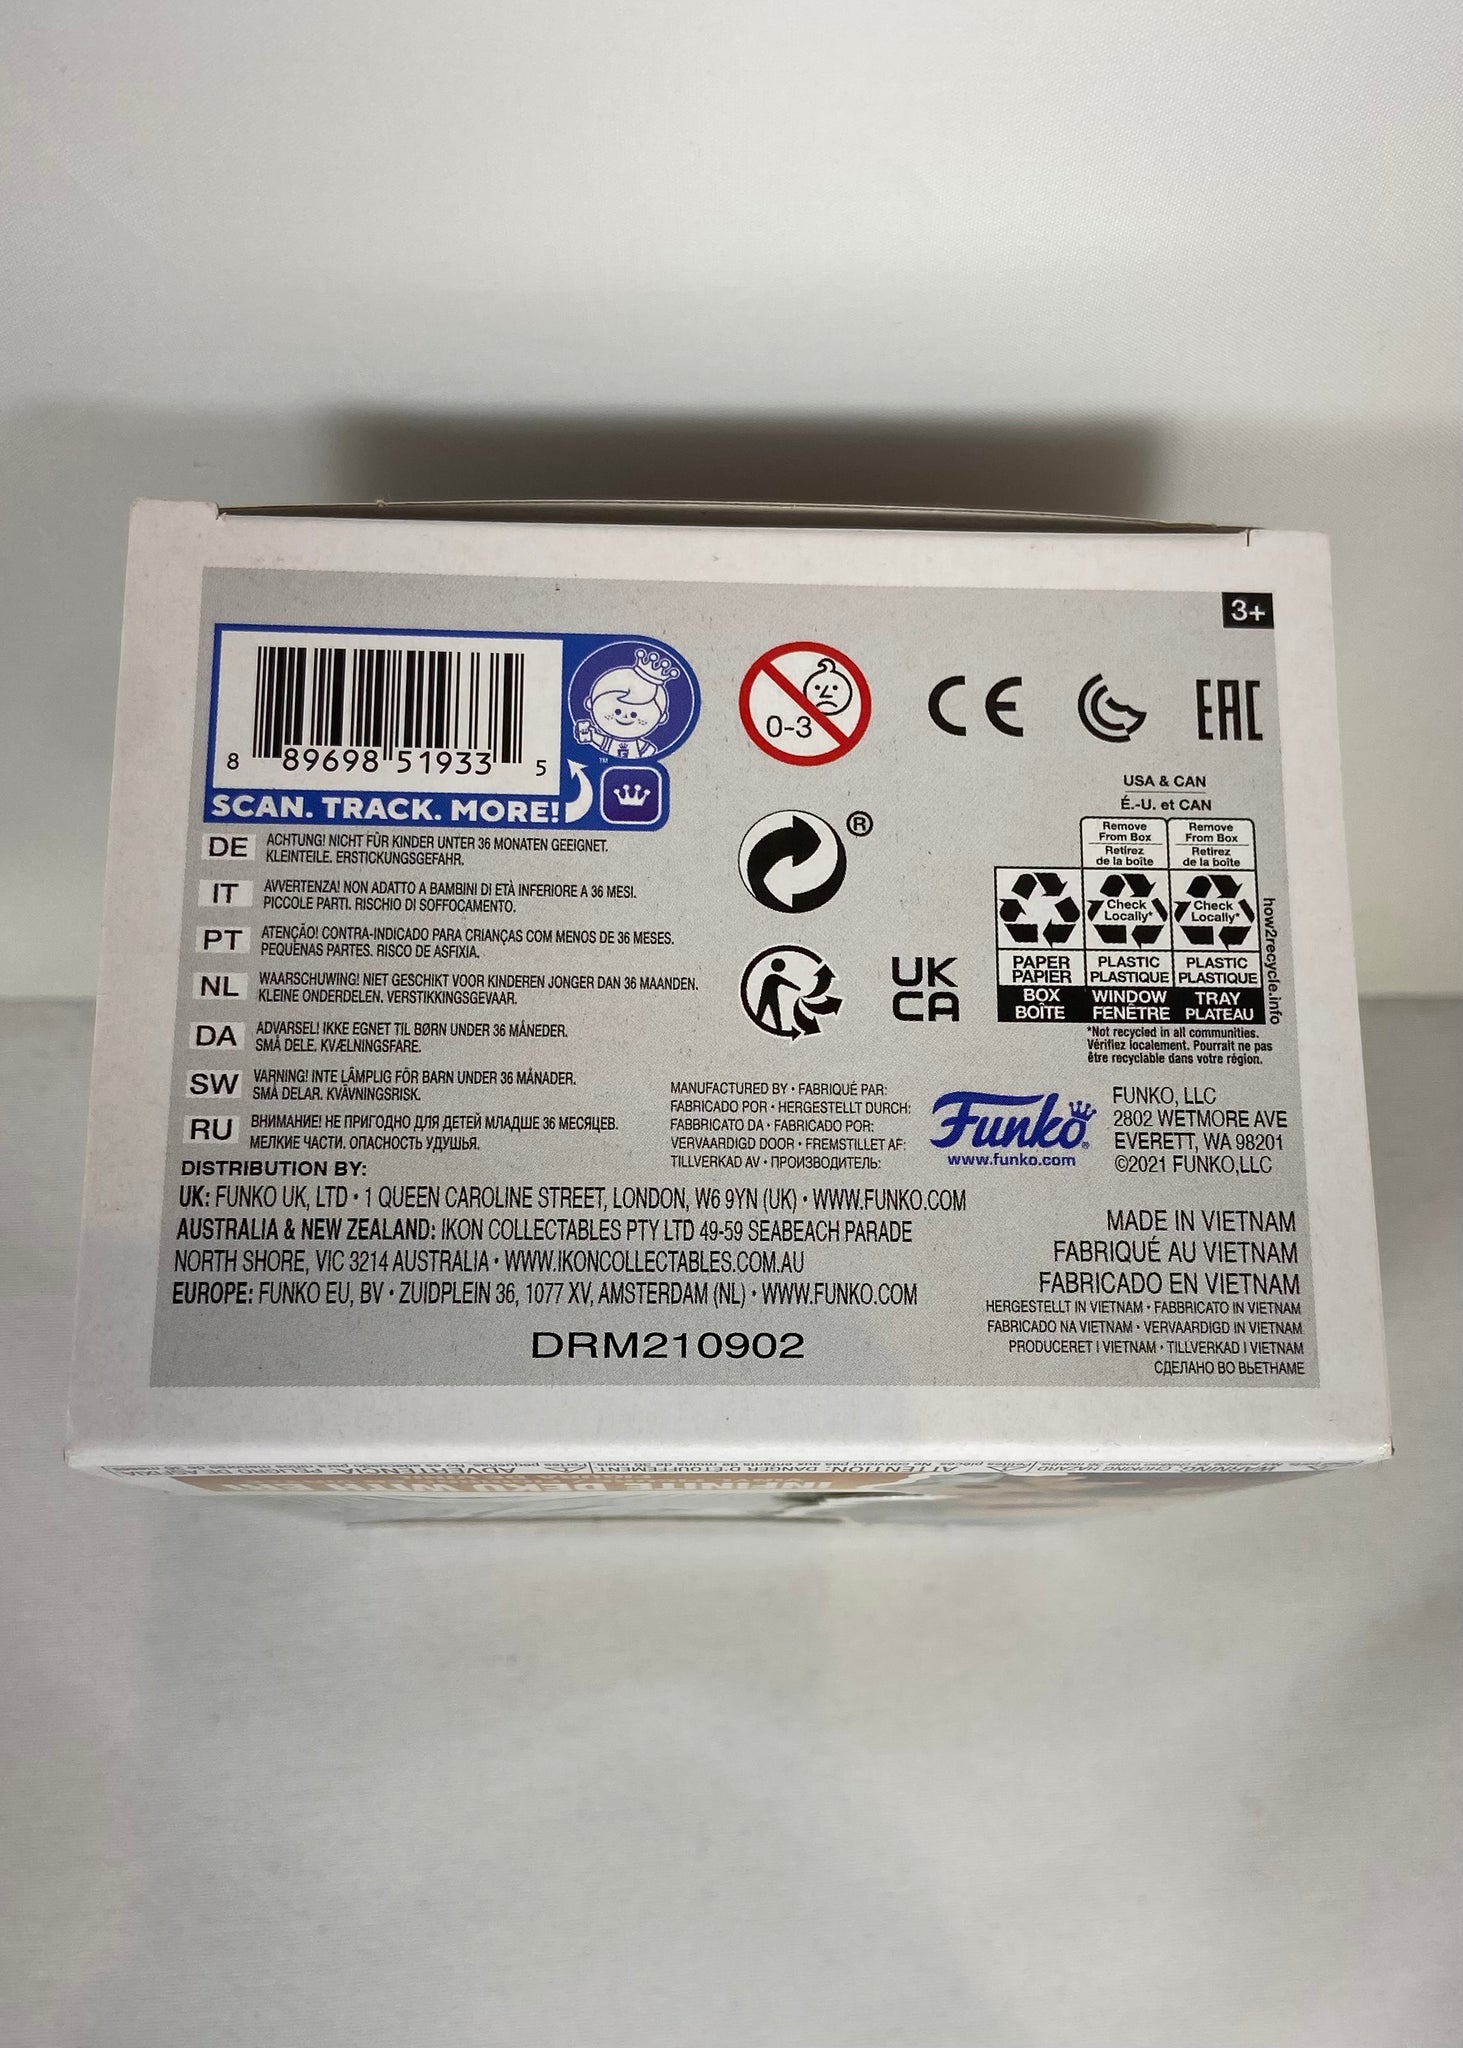 3+
8 89698 51933 5
SCAN. TRACK. MORE!
TM
0-3
CE
EAC
DE ACHTUNG! NICHT FÜR KINDER UNTER 36 MONATEN GEEIGNET.
KLEINTEILE. ERSTICKUNGSGEFAHR.
IT AVVERTENZA! NON ADATTO A BAMBINI DI ETÀ INFERIORE A 36 MESI.
PICCOLE PARTI. RISCHIO DI SOFFOCAMENTO.
PT ATENÇÃO! CONTRA-INDICADO PARA CRIANÇAS COM MENOS DE 36 MESES.
PEQUENAS PARTES. RISCO DE ASFIXIA.
NL WAARSCHUWING! NIET GESCHIKT VOOR KINDEREN JONGER DAN 36 MAANDEN.
KLEINE ONDERDELEN. VERSTIKKINGSGEVAAR.
DA ADVARSEL! IKKE EGNET TIL BØRN UNDER 36 MÅNEDER.
SMÅ DELE. KVÆLNINGSFARE.
SW VARNING! INTE LÄMPLIG FÖR BARN UNDER 36 MÅNADER.
SMÅ DELAR. KVÄVNINGSRISK.
RU ВНИМАНИЕ! НЕ ПРИГОДНО ДЛЯ ДЕТЕЙ МЛАДШЕ 36 МЕСЯЦЕВ.
МЕЛКИЕ ЧАСТИ. ОПАСНОСТЬ УДУШЬЯ.
®
UK
CA
USA & CAN
É.-U. et CAN
Remove
From Box
Retirez
de la boîte
Remove
From Box
Retirez
de la boîte
Check
Locally*
Check
Locally*
PAPER
PAPIER
PLASTIC
PLASTIQUE
PLASTIC
PLASTIQUE
BOX
BOÎTE
WINDOW
FENÊTRE
TRAY
PLATEAU
how2recycle.info
*Not recycled in all communities.
Vérifiez localement. Pourrait ne pas
être recyclable dans votre région.
MANUFACTURED BY • FABRIQUÉ PAR:
FABRICADO POR • HERGESTELLT DURCH:
FABBRICATO DA • FABRICADO POR:
VERVAARDIGD DOOR • FREMSTILLET AF:
TILLVERKAD AV • ПРОИЗВОДИТЕЛЬ:
Funko®
www.funko.com
FUNKO, LLC
2802 WETMORE AVE
EVERETT, WA 98201
©2021 FUNKO,LLC
DISTRIBUTION BY:
UK: FUNKO UK, LTD • 1 QUEEN CAROLINE STREET, LONDON, W6 9YN (UK) • WWW.FUNKO.COM
AUSTRALIA & NEW ZEALAND: IKON COLLECTABLES PTY LTD 49-59 SEABEACH PARADE
NORTH SHORE, VIC 3214 AUSTRALIA • WWW.IKONCOLLECTABLES.COM.AU
EUROPE: FUNKO EU, BV • ZUIDPLEIN 36, 1077 XV, AMSTERDAM (NL) • WWW.FUNKO.COM
DRM210902
MADE IN VIETNAM
FABRIQUÉ AU VIETNAM
FABRICADO EN VIETNAM
HERGESTELLT IN VIETNAM • FABBRICATO IN VIETNAM
FABRICADO NA VIETNAM • VERVAARDIGD IN VIETNAM
PRODUCERET I VIETNAM • TILLVERKAD I VIETNAM
СДЕЛАНО ВО ВЬЕТНАМЕ
INFINITE DEKU WITH ERI